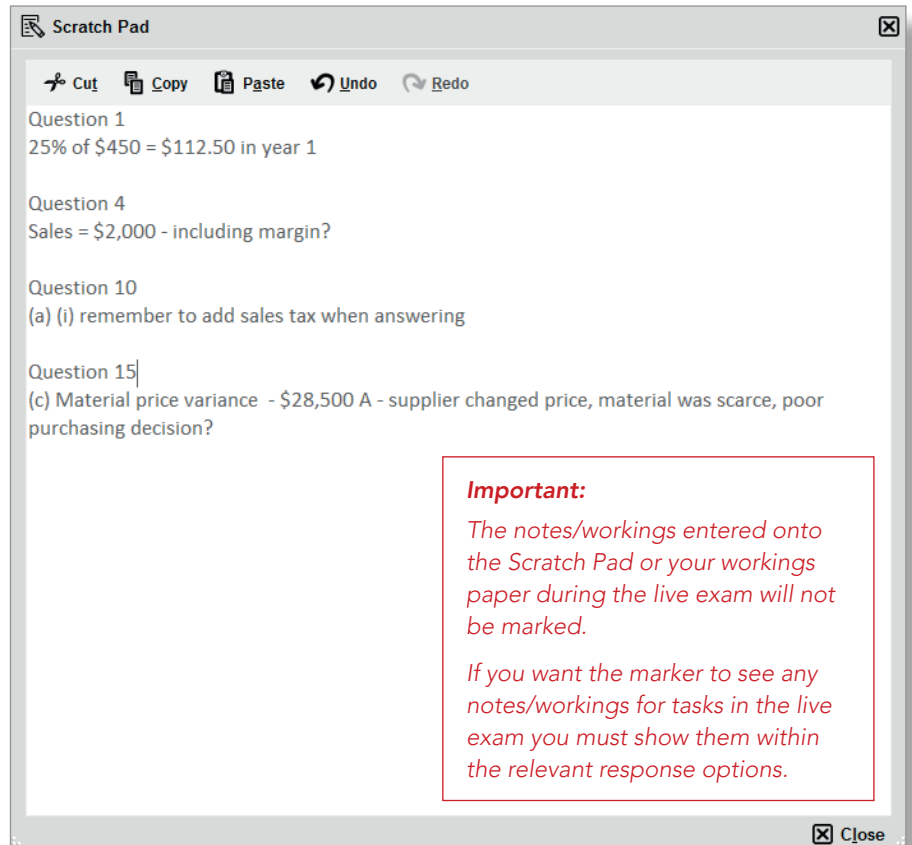 Scratch Pad
Cut Copy Paste Undo Redo
Question 1
25% of $450 = $112.50 in year 1
Question 4
Sales = $2,000 - including margin?
Question 10
(a) (i) remember to add sales tax when answering
Question 15
(c) Material price variance  - $28,500 A - supplier changed price, material was scarce, poor
purchasing decision?
Important:
The notes/workings entered onto
the Scratch Pad or your workings
paper during the live exam will not
be marked.
If you want the marker to see any
notes/workings for tasks in the live
exam you must show them within
the relevant response options.
Close